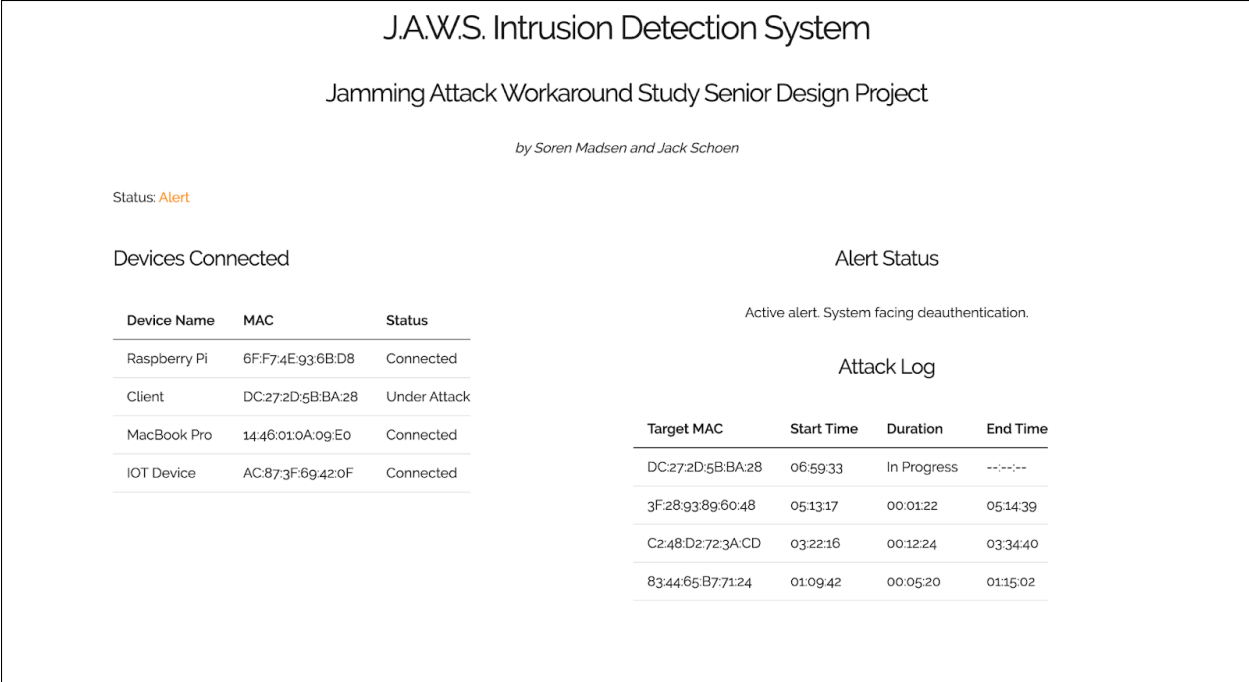 J.A.W.S. Intrusion Detection System
Jamming Attack Workaround Study Senior Design Project
by Soren Madsen and Jack Schoen
Status: Alert
Devices Connected
Device Name MAC Status
Raspberry Pi 6F:F7:4E:93:6B:D8 Connected
Client DC:27:2D:5B:BA:28 Under Attack
MacBook Pro 14:46:01:0A:09:E0 Connected
IOT Device AC:87:3F:69:42:0F Connected
Alert Status
Active alert. System facing deauthentication.
Attack Log
Target MAC Start Time Duration End Time
DC:27:2D:5B:BA:28 06:59:33 In Progress --:--:--
3F:28:93:89:60:48 05:13:17 00:01:22 05:14:39
C2:48:D2:72:3A:CD 03:22:16 00:12:24 03:34:40
83:44:65:B7:71:24 01:09:42 00:05:20 01:15:02